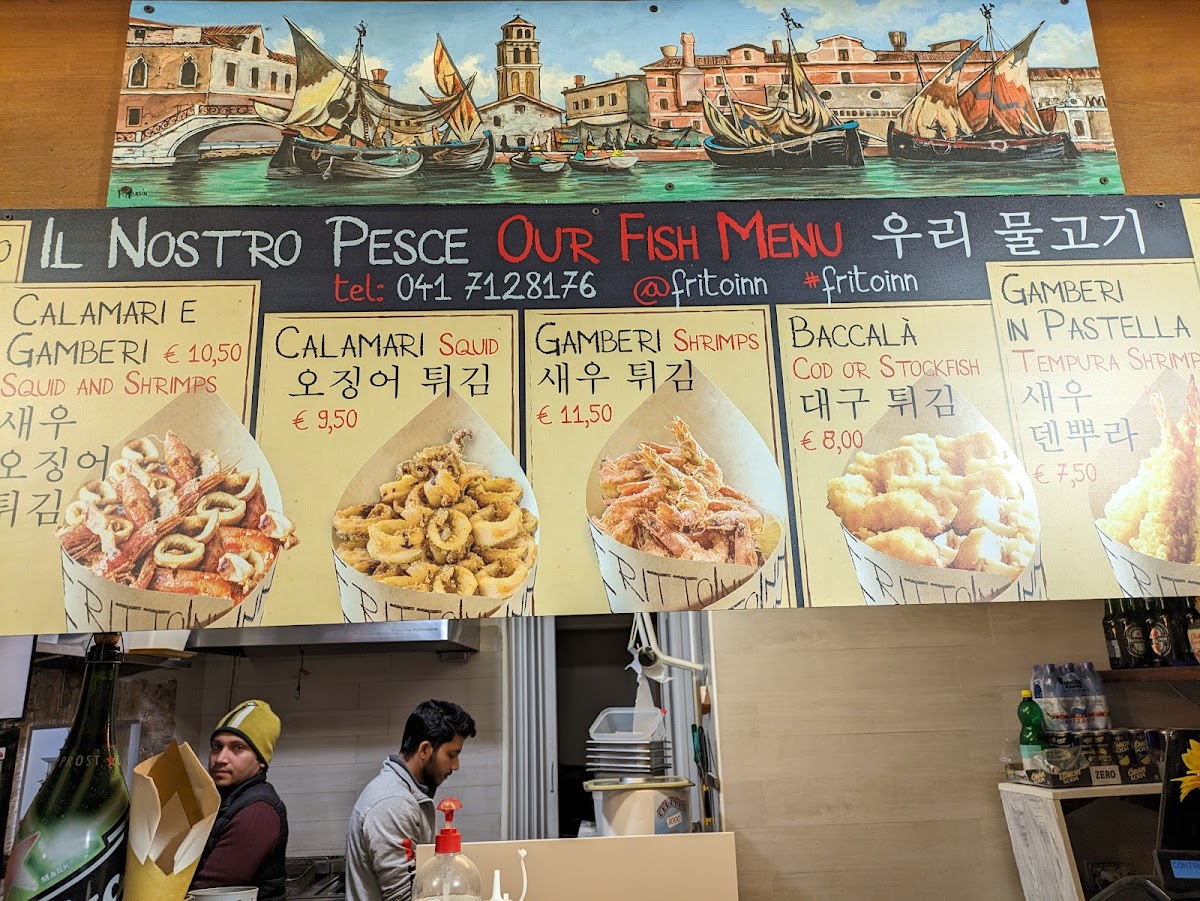 IL NOSTRO PESCE OUR FISH MENU 우리 물고기
tel: 041 7128176 @fritoinn #fritoinn
CALAMARI E
GAMBERI € 10,50
SQUID AND SHRIMPS
새우
오징어
튀김
CALAMARI SQUID
오징어 튀김
€ 9,50
GAMBERI SHRIMPS
새우 튀김
€ 11,50
BACCALÀ
COD OR STOCKFISH
대구 튀김
€ 8,00
GAMBERI
IN PASTELLA
TEMPURA SHRIMP
새우
덴뿌라
€ 7,50
MARK
ZERO